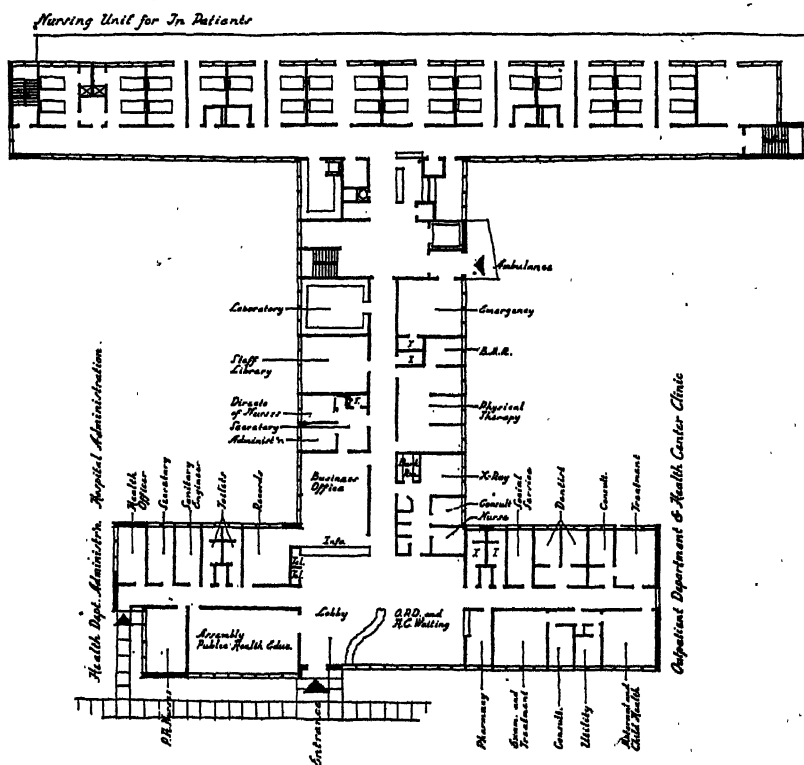 Nursing Unit for In Patients
Ambulance
Laboratory
Emergency
Staff
Library
B.M.R.
Director
of Nurses
Secretary
Administ'n
Physical
Therapy
X-Ray
Business
Office
Consult
Nurse
Info.
Health Dept. Administra.
Hospital Administration.
Health
Officer
Secretary
Sanitary
Engineer
Toilets
Records
Social
Service
Dentist
Consult.
Treatment
Outpatient Department & Health Center Clinic
T
T
T
T
T.
Lobby
O.P.D. and
H.C. Waiting
Assembly
Public Health Educ.
P.H. Nurses
Entrance
Pharmacy
Exam. and
Treatment
Consult.
Utility
Maternal and
Child Health